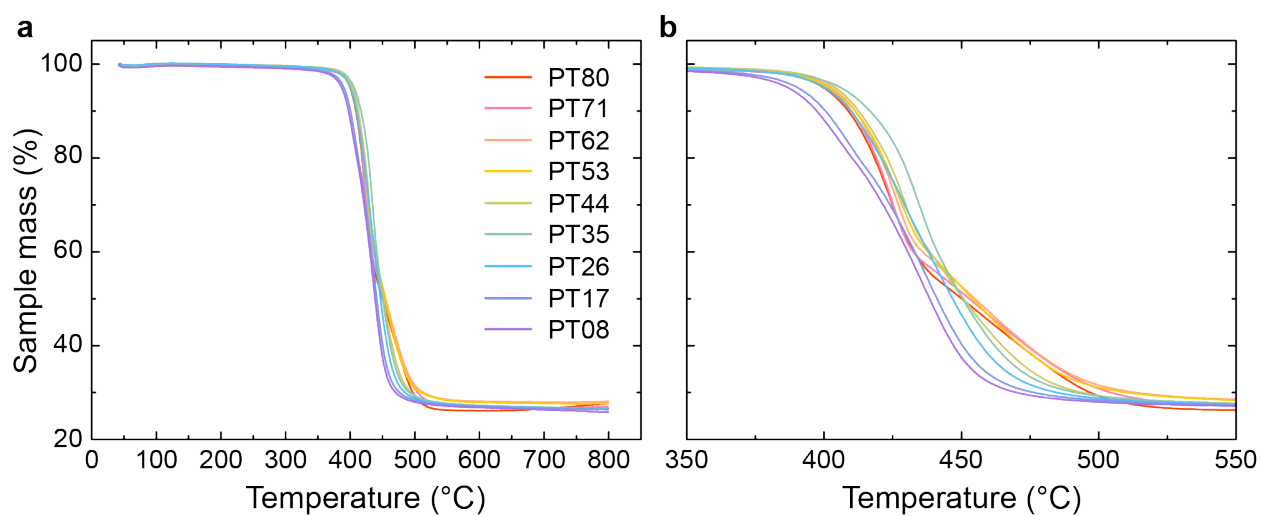 a
100
80
60
40
20
0 100 200 300 400 500 600 700 800
Sample mass (%)
Temperature (°C)
PT80
PT71
PT62
PT53
PT44
PT35
PT26
PT17
PT08
b
350 400 450 500 550
Temperature (°C)